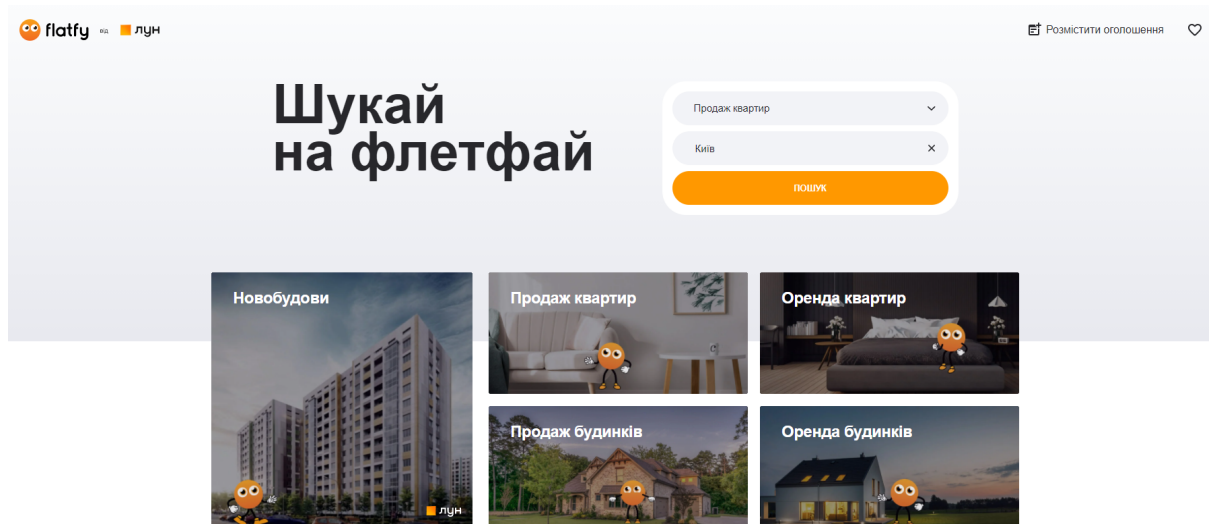 flatfy від лун
Розмістити оголошення
Шукай
на флетфай
Продаж квартир
Київ
ПОШУК
Новобудови
Продаж квартир
Оренда квартир
Продаж будинків
Оренда будинків
лун